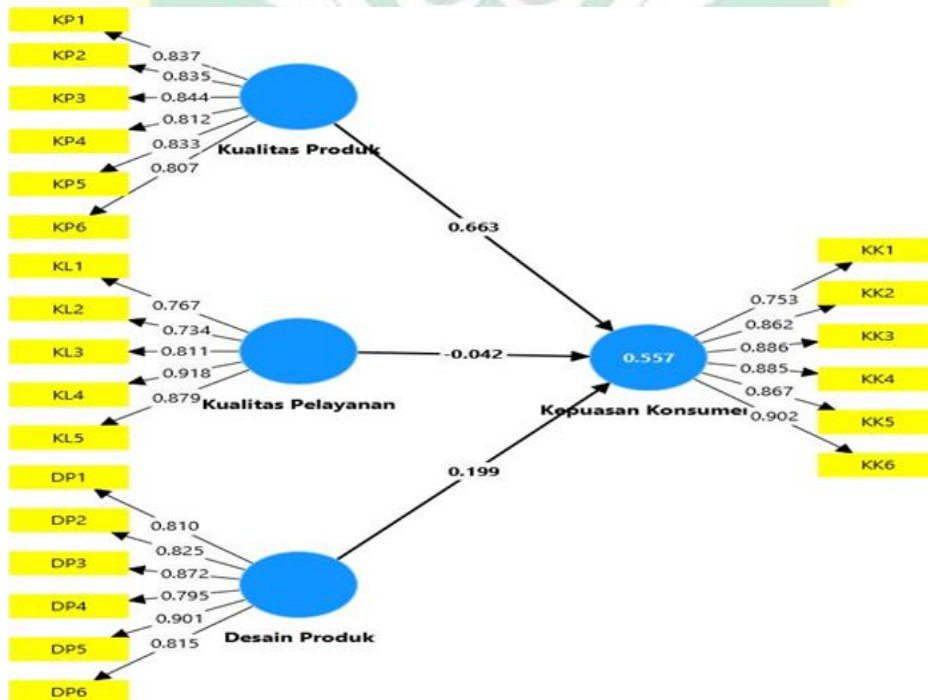 KP1
KP2
KP3
KP4
KP5
KP6
0.837
0.835
0.844
0.812
0.833
0.807
Kualitas Produk
0.663
KL1
KL2
KL3
KL4
KL5
0.767
0.734
0.811
0.918
0.879
Kualitas Pelayanan
-0.042
DP1
DP2
DP3
DP4
DP5
DP6
0.810
0.825
0.872
0.795
0.901
0.815
Desain Produk
0.199
0.557
Kepuasan Konsumen
0.753
0.862
0.886
0.885
0.867
0.902
KK1
KK2
KK3
KK4
KK5
KK6